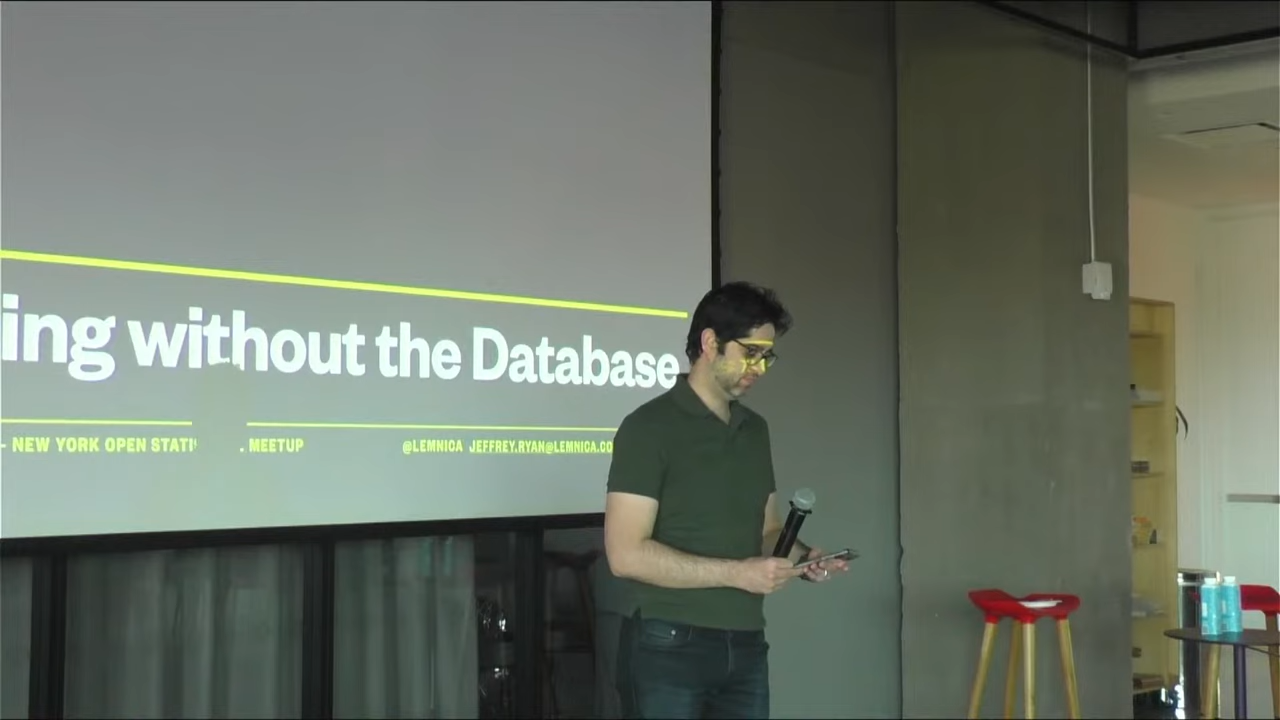 ing without the Database
- NEW YORK OPEN STATI
. MEETUP
@LEMNICA JEFFREY.RYAN@LEMNICA.CO